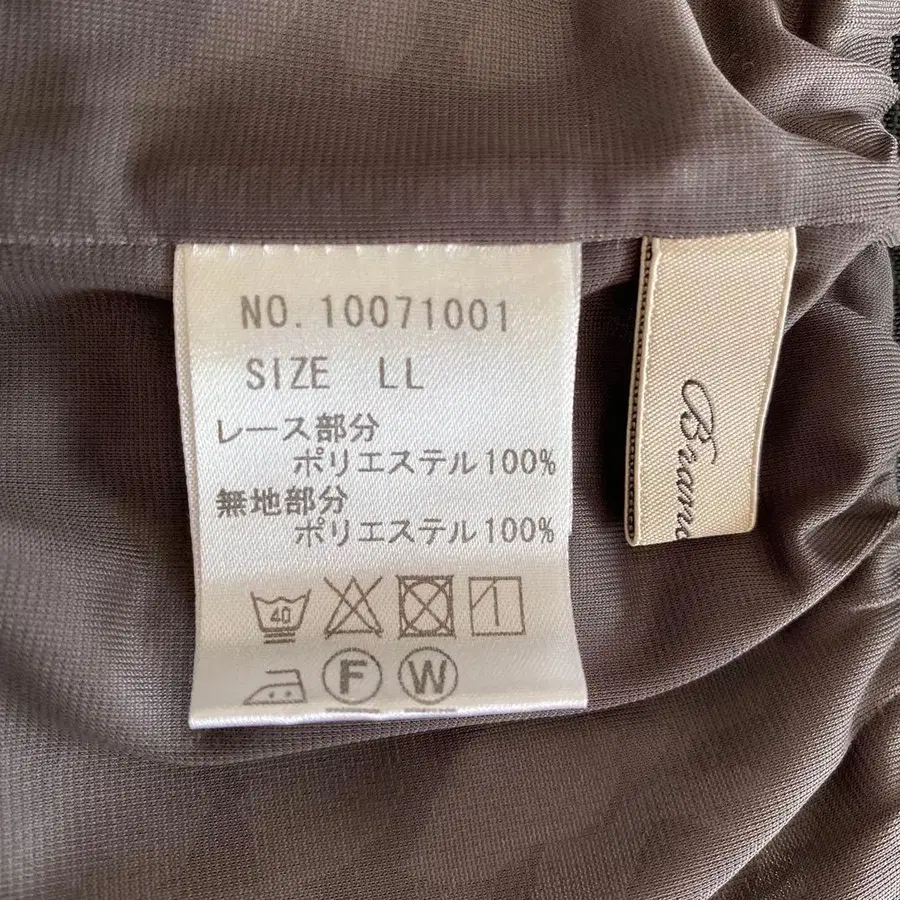 NO. 10071001
SIZE LL
レース部分
ポリエステル100%
無地部分
ポリエステル100%
40
F W